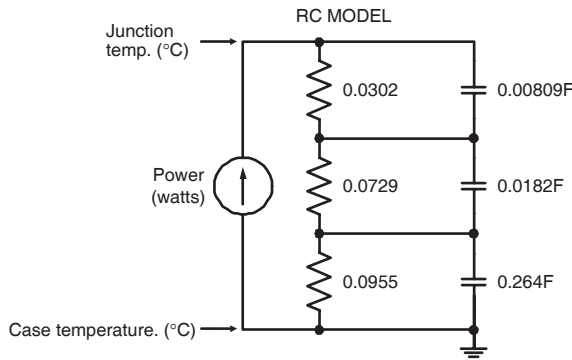 RC MODEL
Junction
temp. (°C)
0.0302
0.00809F
Power
(watts)
0.0729
0.0182F
0.0955
0.264F
Case temperature. (°C)